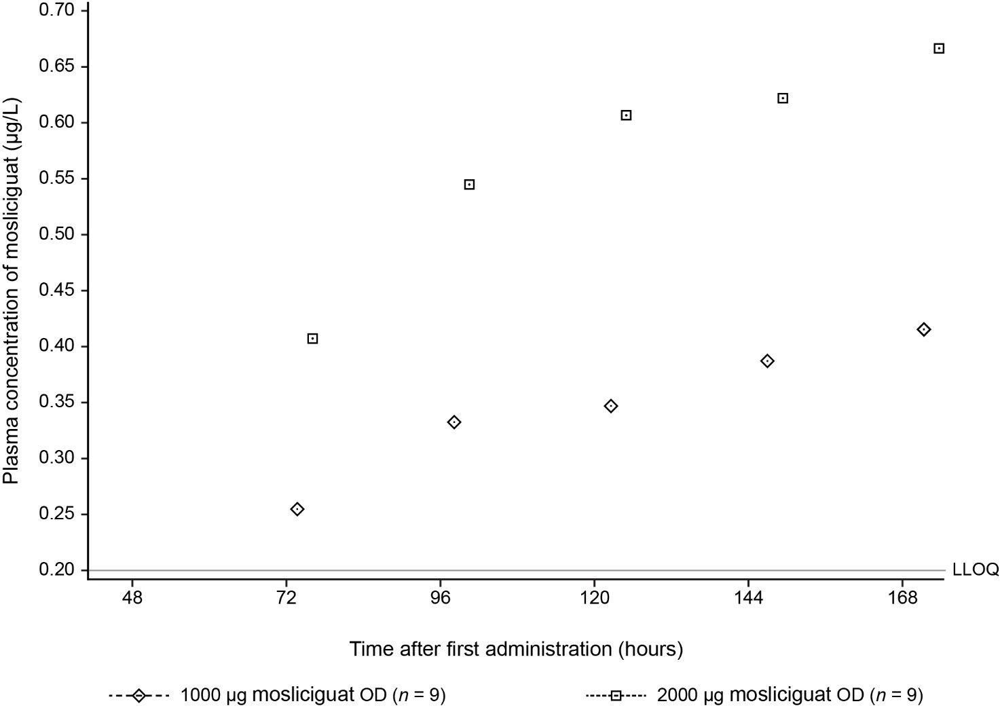 Plasma concentration of mosliciguat (µg/L)
0.70
0.65
0.60
0.55
0.50
0.45
0.40
0.35
0.30
0.25
0.20
LLOQ
48 72 96 120 144 168
Time after first administration (hours)
1000 µg mosliciguat OD (n = 9) 2000 µg mosliciguat OD (n = 9)